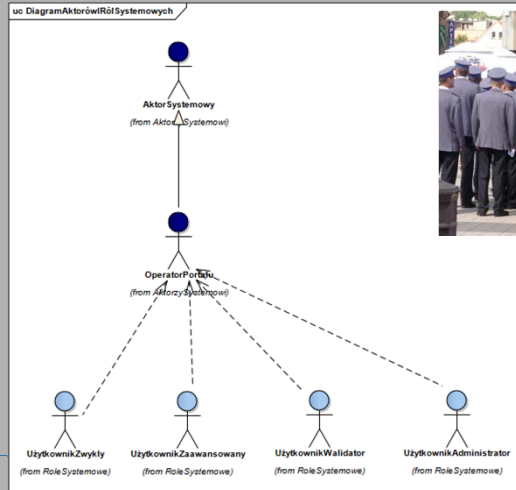 uc DiagramAktorówIRólSystemowych
AktorSystemowy
(from AktorzySystemowi)
OperatorPortalu
(from AktorzySystemowi)
UżytkownikZwykly
(from RoleSystemowe)
UżytkownikZaawansowany
(from RoleSystemowe)
UżytkownikWalidator
(from RoleSystemowe)
UżytkownikAdministrator
(from RoleSystemowe)